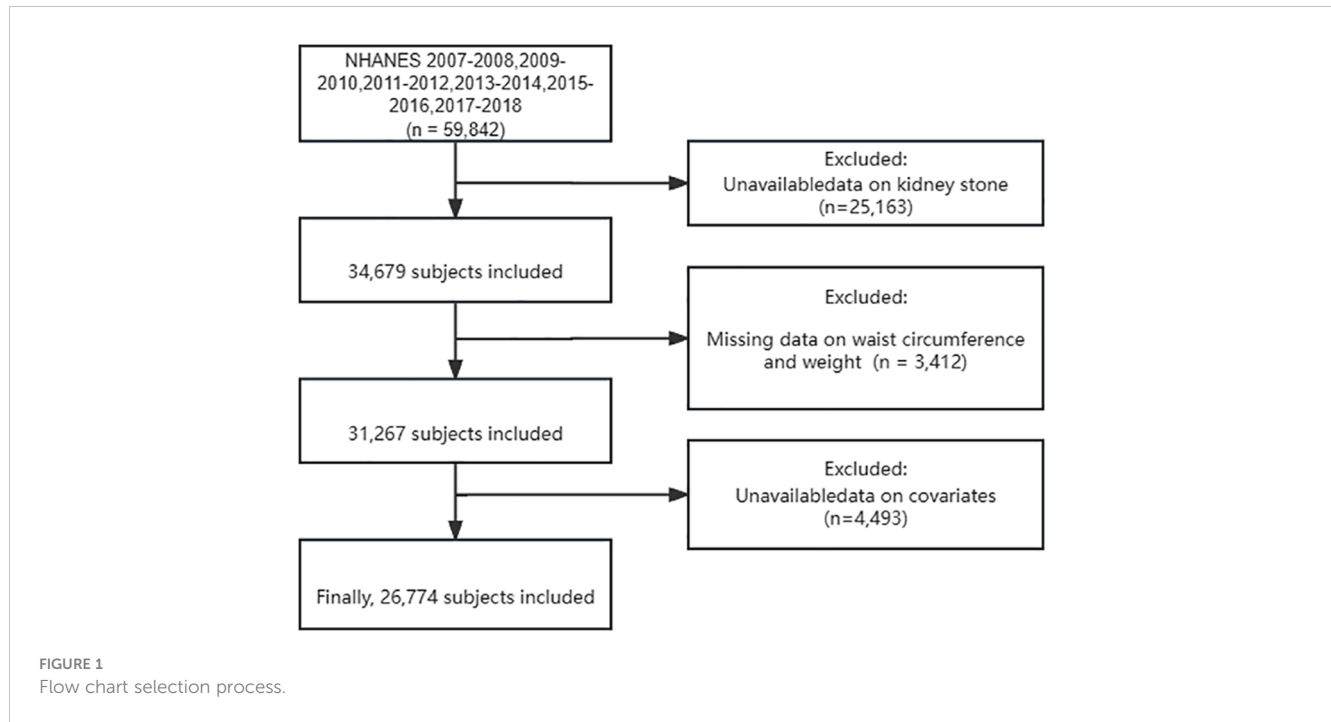 NHANES 2007-2008,2009-
2010,2011-2012,2013-2014,2015-
2016,2017-2018
(n = 59,842)
Excluded:
Unavailabledata on kidney stone
(n=25,163)
34,679 subjects included
Excluded:
Missing data on waist circumference
and weight (n = 3,412)
31,267 subjects included
Excluded:
Unavailabledata on covariates
(n=4,493)
Finally, 26,774 subjects included
FIGURE 1
Flow chart selection process.